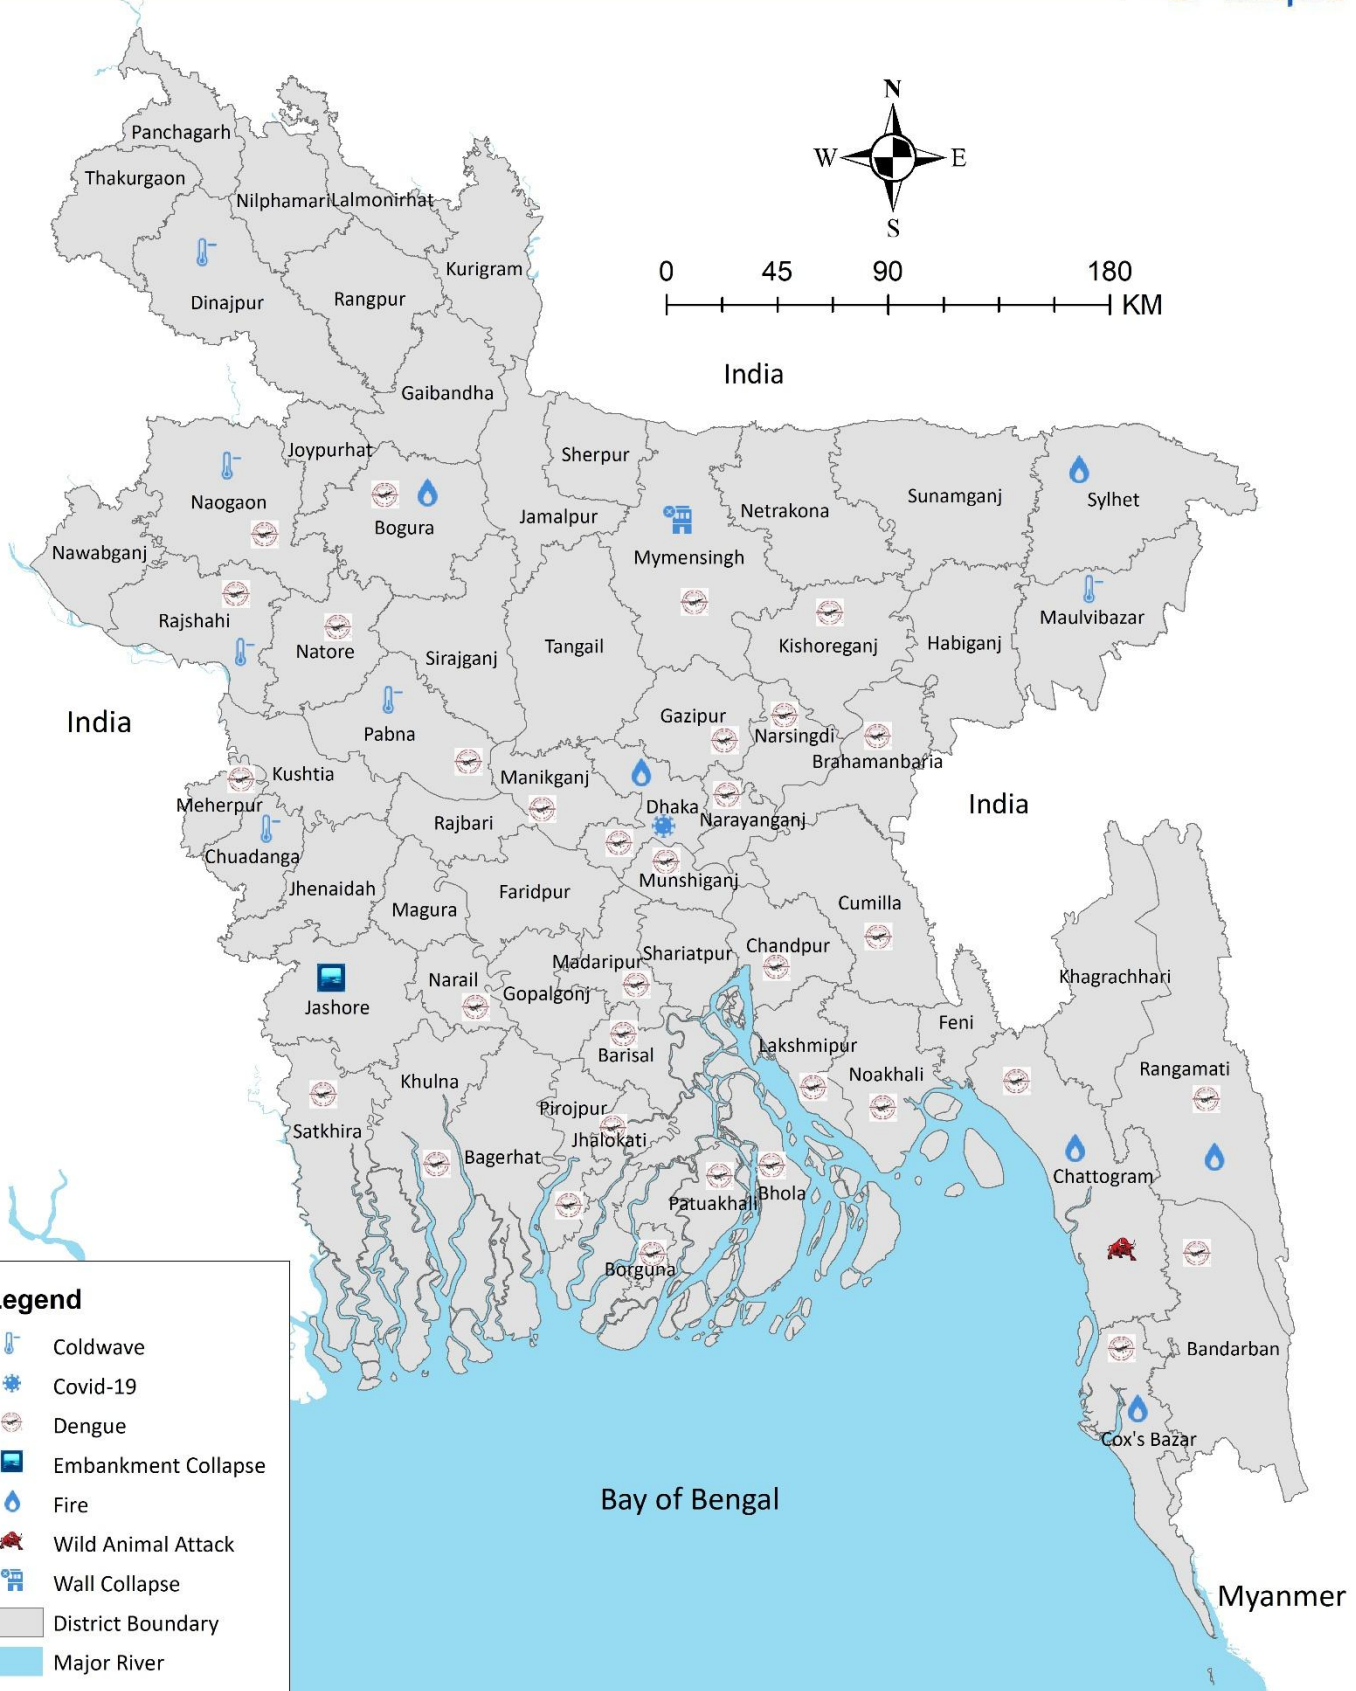 N
W E
S
0 45 90 180
KM
Panchagarh
Thakurgaon
Nilphamari
Lalmonirhat
Kurigram
Dinajpur
Rangpur
India
Gaibandha
Joypurhat
Sherpur
Naogaon
Bogura
Jamalpur
Netrakona
Sunamganj
Sylhet
Nawabganj
Mymensingh
Rajshahi
Natore
Sirajganj
Tangail
Kishoreganj
Habiganj
Maulvibazar
India
Pabna
Gazipur
Narsingdi
Brahamanbaria
Kushtia
Manikganj
Meherpur
Dhaka
Narayanganj
India
Rajbari
Chuadanga
Jhenaidah
Magura
Faridpur
Munshiganj
Cumilla
Madaripur
Shariatpur
Chandpur
Jashore
Narail
Gopalgonj
Khagrachhari
Feni
Barisal
Lakshmipur
Noakhali
Rangamati
Khulna
Pirojpur
Satkhira
Jhalokati
Bagerhat
Patuakhali
Bhola
Chattogram
Borguna
Bandarban
Cox's Bazar
Bay of Bengal
Myanmer
egend
Coldwave
Covid-19
Dengue
Embankment Collapse
Fire
Wild Animal Attack
Wall Collapse
District Boundary
Major River